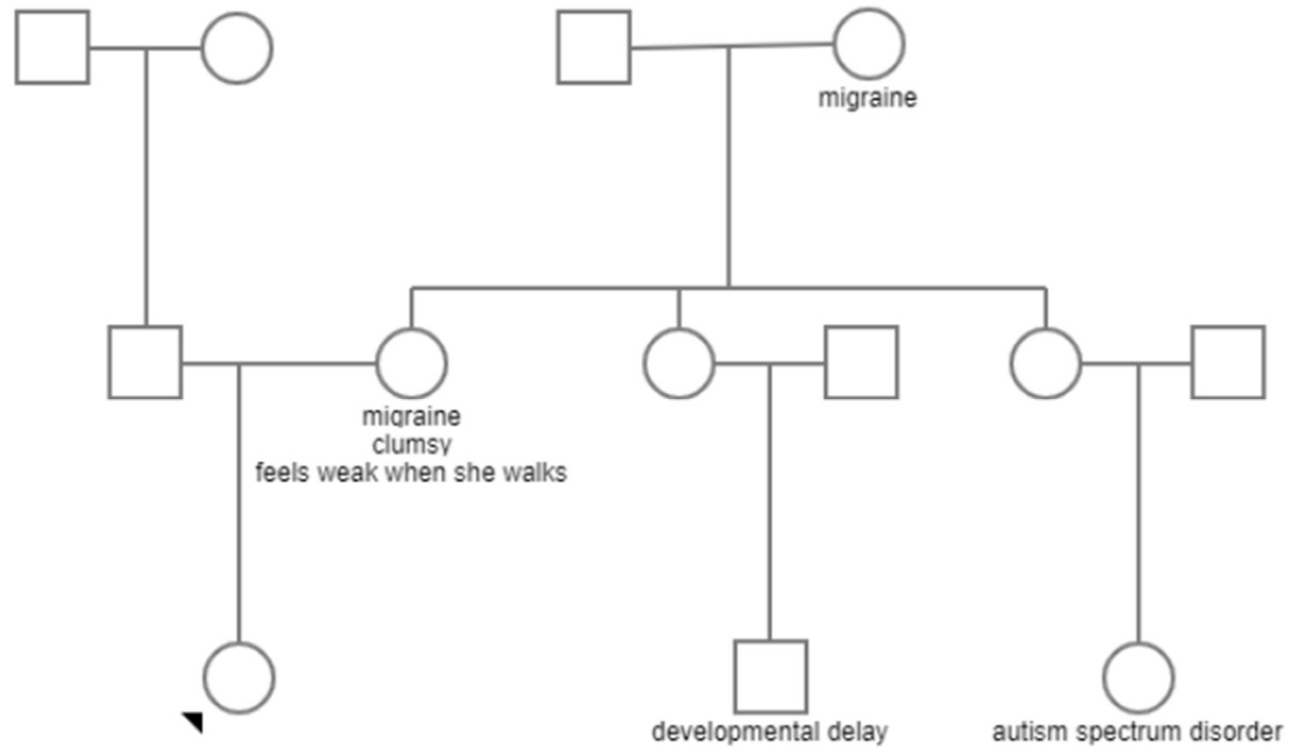 migraine
migraine
clumsy
feels weak when she walks
developmental delay
autism spectrum disorder